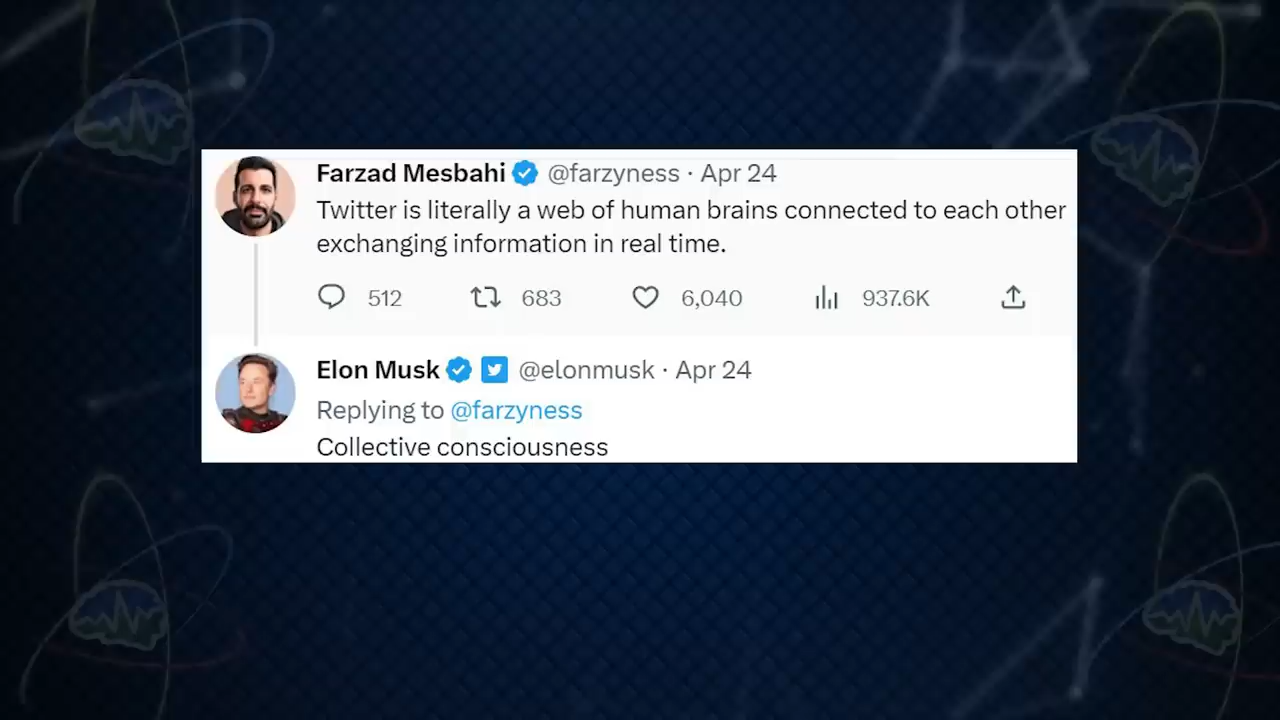 Farzad Mesbahi @farzyness · Apr 24
Twitter is literally a web of human brains connected to each other
exchanging information in real time.
512 683 6,040 937.6K
Elon Musk @elonmusk · Apr 24
Replying to @farzyness
Collective consciousness